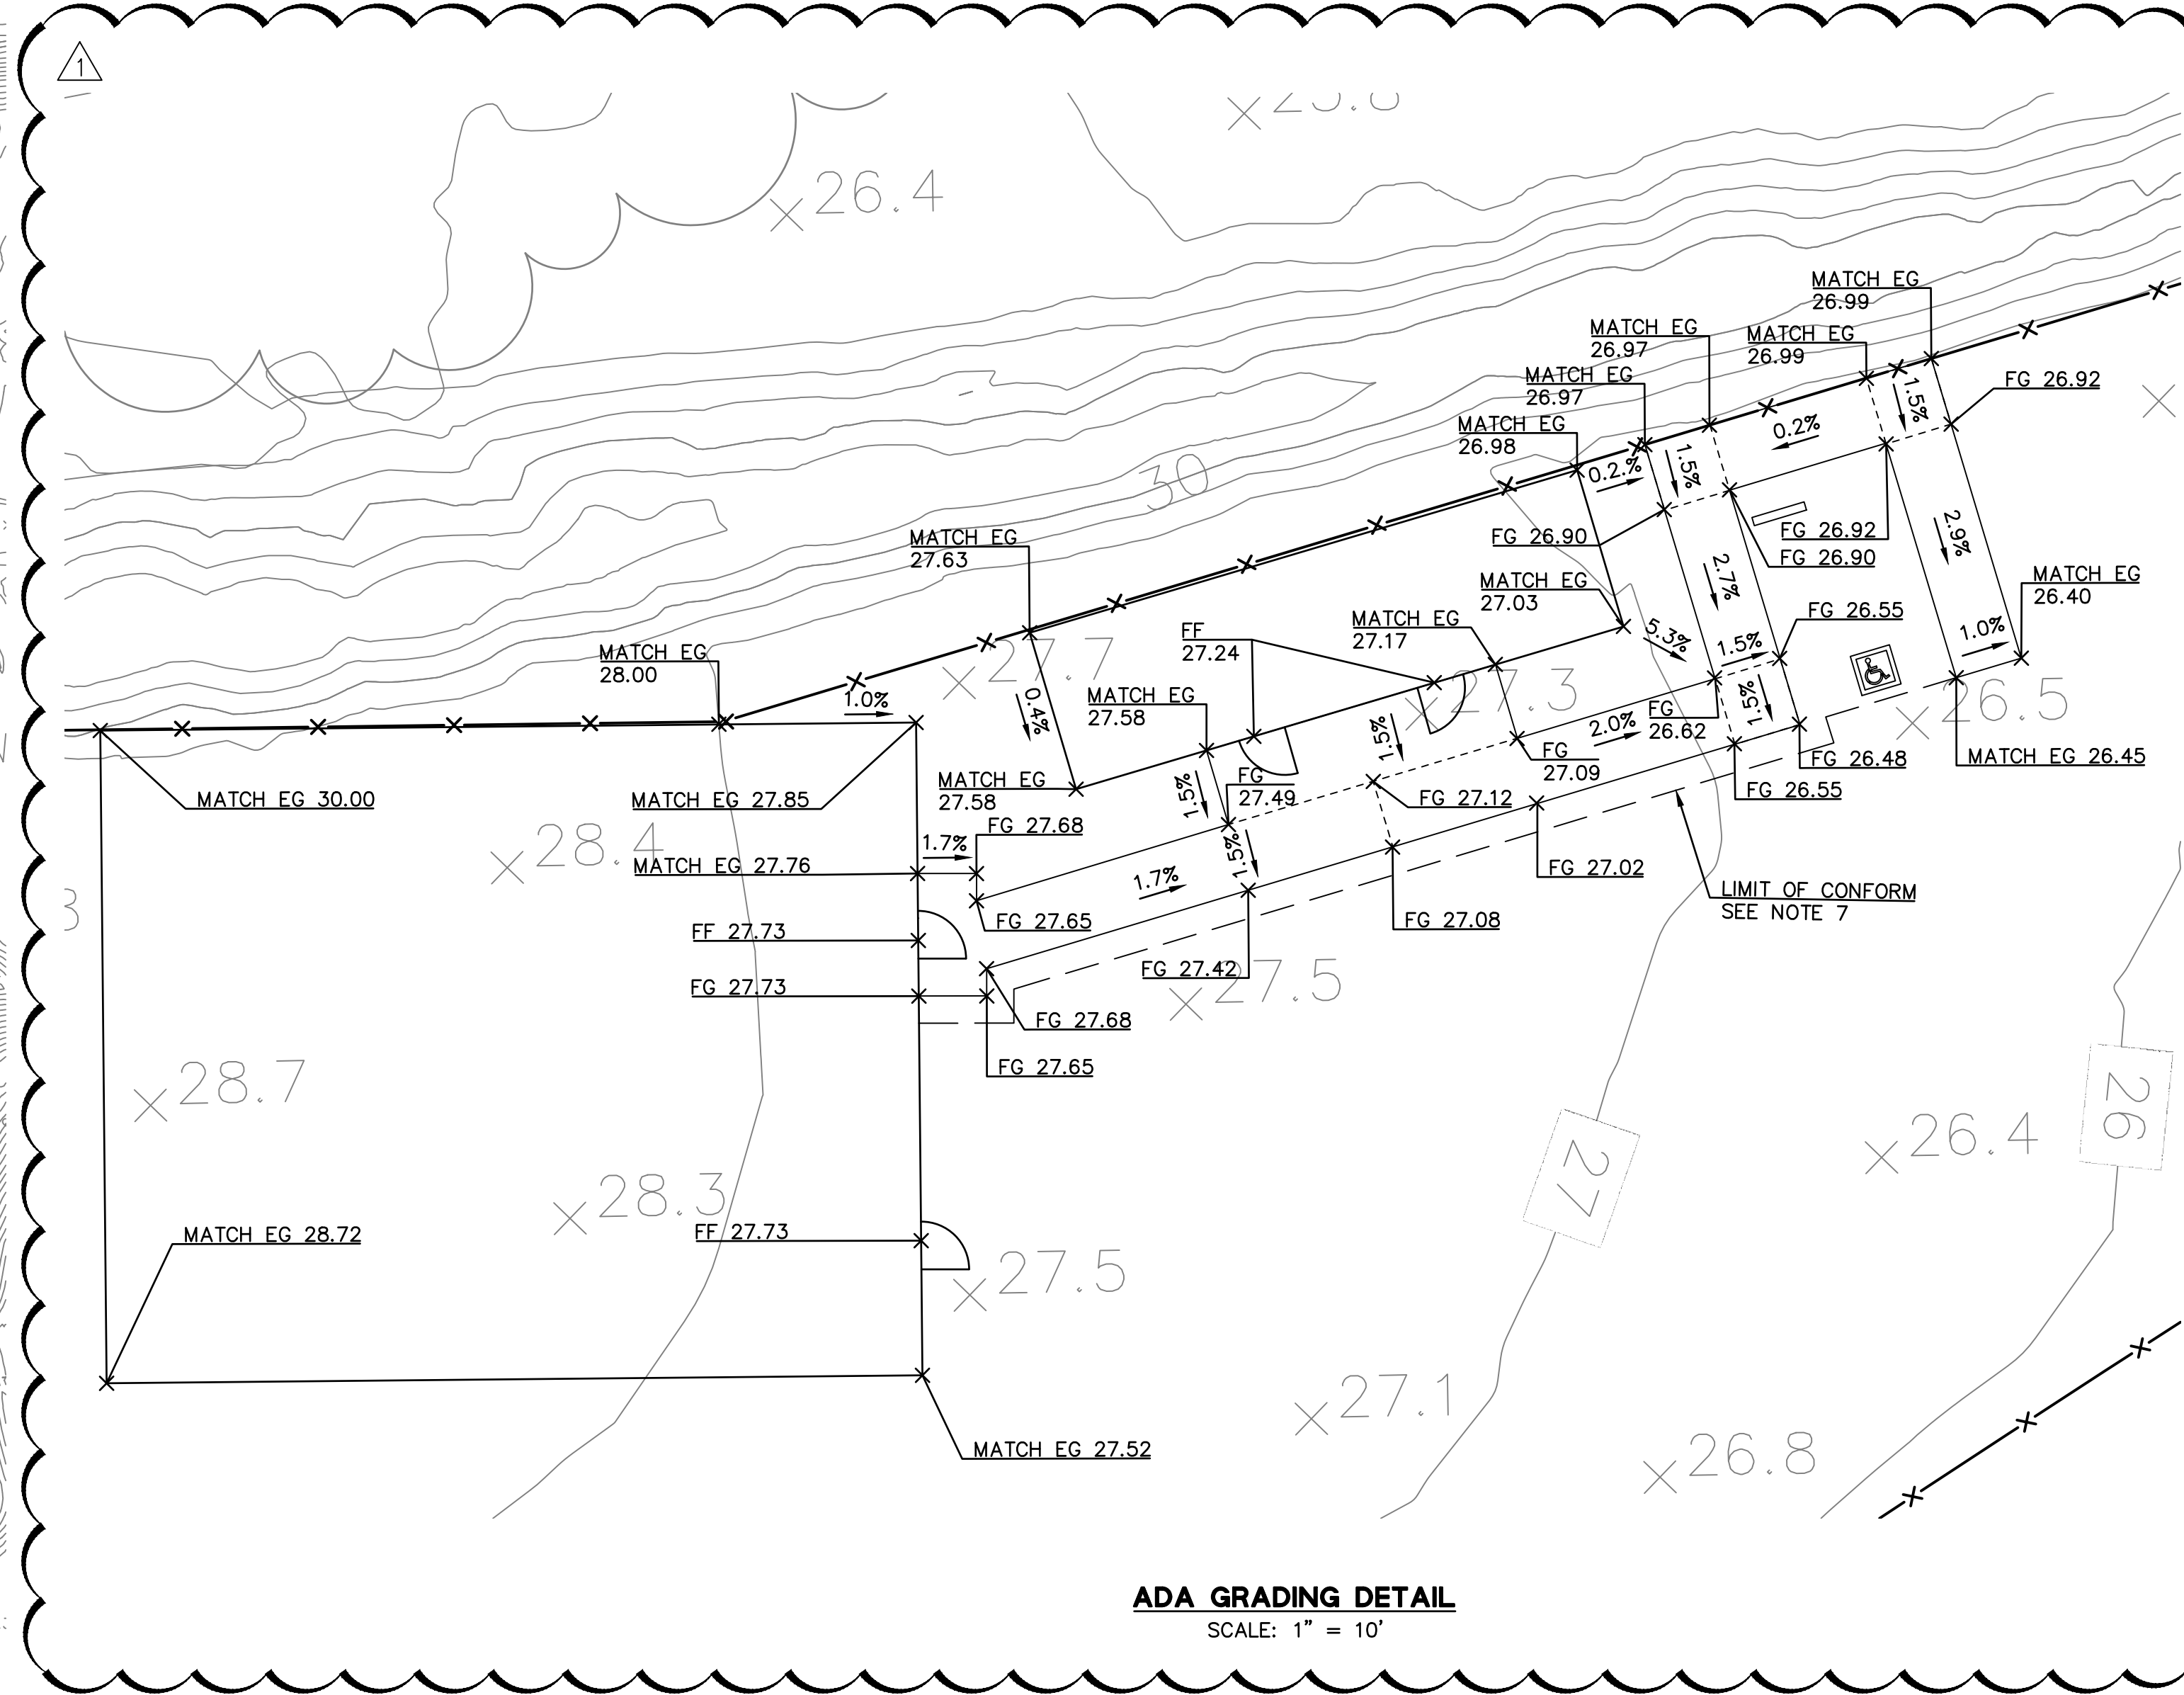 1
25.8
26.4
MATCH EG
26.99
MATCH EG
26.97
MATCH EG
26.99
MATCH EG
26.97
1.5%
FG 26.92
MATCH EG
26.98
0.2%
0.2.%
1.5%
30
MATCH EG
27.63
FG 26.90
FG 26.92
FG 26.90
2.9%
2.7%
MATCH EG
27.03
MATCH EG
26.40
FG 26.55
MATCH EG
27.17
FF
27.24
5.3%
1.5%
1.0%
MATCH EG
28.00
27.7
27.3
26.5
1.0%
0.4%
MATCH EG
27.58
1.5%
1.5%
2.0%
FG
26.62
FG
27.09
FG 26.48
MATCH EG 26.45
MATCH EG 30.00
MATCH EG 27.85
MATCH EG
27.58
1.5%
FG
27.49
FG 27.12
FG 26.55
28.4
FG 27.68
1.7%
MATCH EG 27.76
1.5%
1.7%
FG 27.02
LIMIT OF CONFORM
SEE NOTE 7
3
FG 27.65
FG 27.08
FF 27.73
FG 27.42
27.5
FG 27.73
FG 27.68
FG 27.65
28.7
26
26.4
27
28.3
FF 27.73
MATCH EG 28.72
27.5
27.1
26.8
MATCH EG 27.52
ADA GRADING DETAIL
SCALE: 1" = 10'